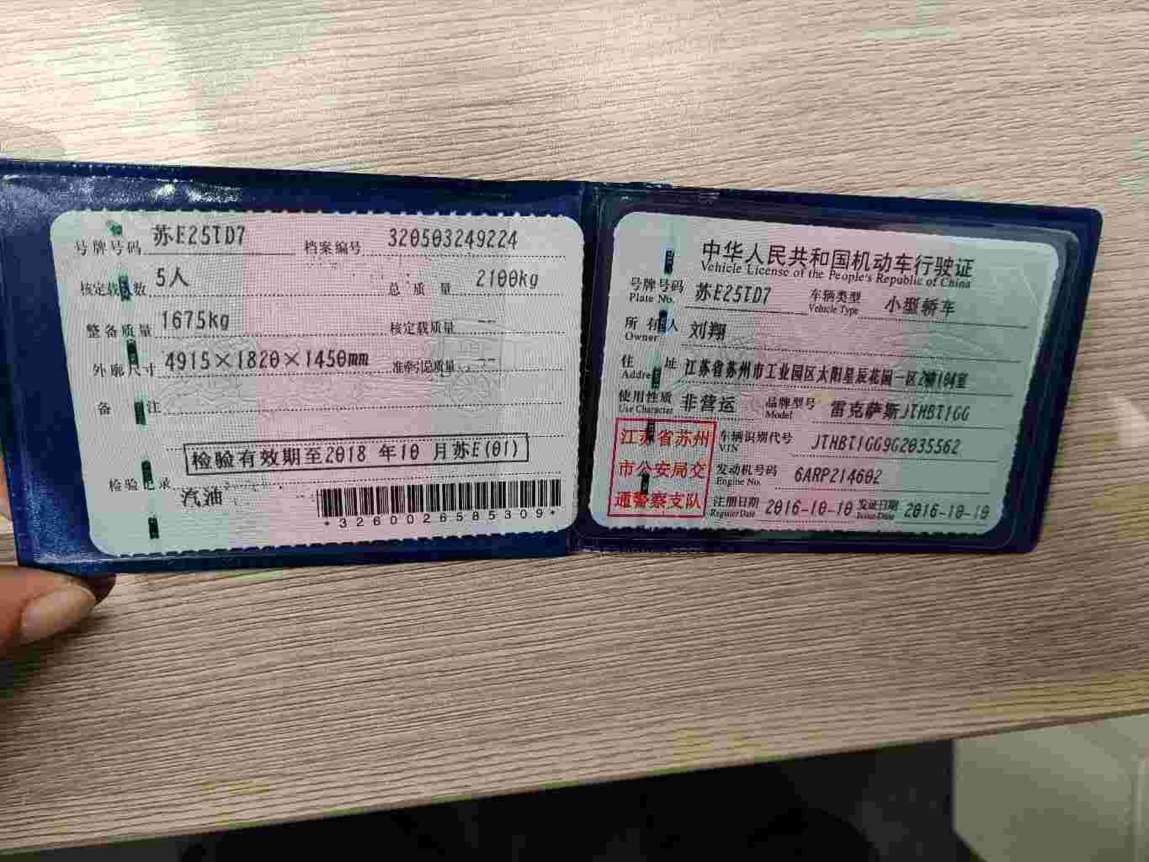 号牌号码 苏E25TD7 档案编号 320503249224
核定载人数 5人 总质量 2100kg
整备质量 1675kg 核定载质量 --
外廓尺寸 4915×1820×1450mm 准牵引总质量 --
备注
检验有效期至2018 年10 月苏E(01)
检验记录
汽油
*3260026585309*
中华人民共和国机动车行驶证
Vehicle License of the People's Republic of China
号牌号码 苏E25TD7 车辆类型 小型轿车
Plate No. Vehicle Type
所有人 刘翔
Owner
住址 江苏省苏州市工业园区太阳星辰花园一区2幢104室
Address
使用性质 非营运 品牌型号 雷克萨斯JTHBT1GG
Use Character Model
江苏省苏州
市公安局交
通警察支队
车辆识别代号 JTHBT1GG9G2035562
VIN
发动机号码 6ARP214602
Engine No.
注册日期 2016-10-10 发证日期 2016-10-10
Register Date Issue Date